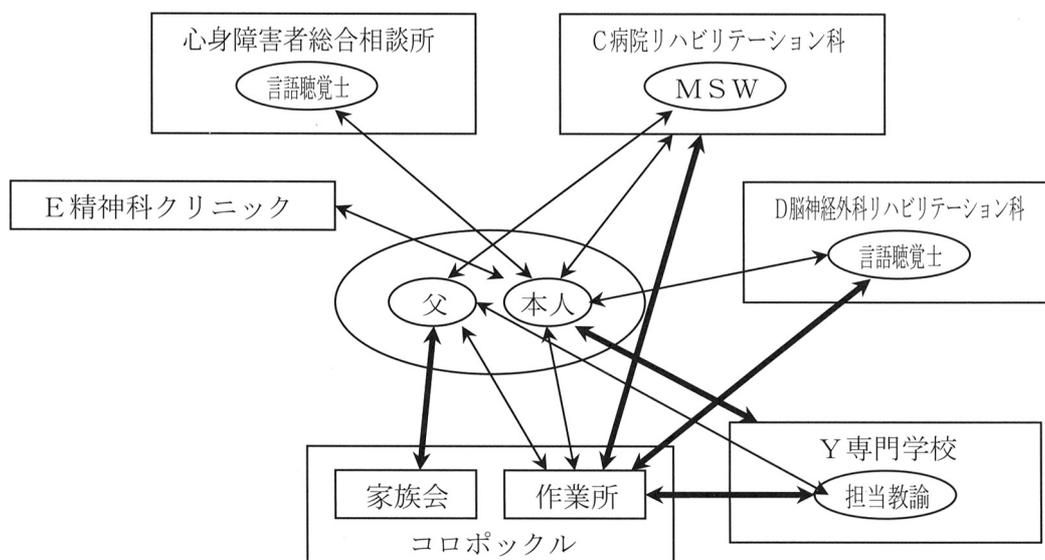 心身障害者総合相談所
言語聴覚士
C病院リハビリテーション科
MSW
E精神科クリニック
D脳神経外科リハビリテーション科
言語聴覚士
父
本人
Y専門学校
担当教諭
家族会
作業所
コロポックル